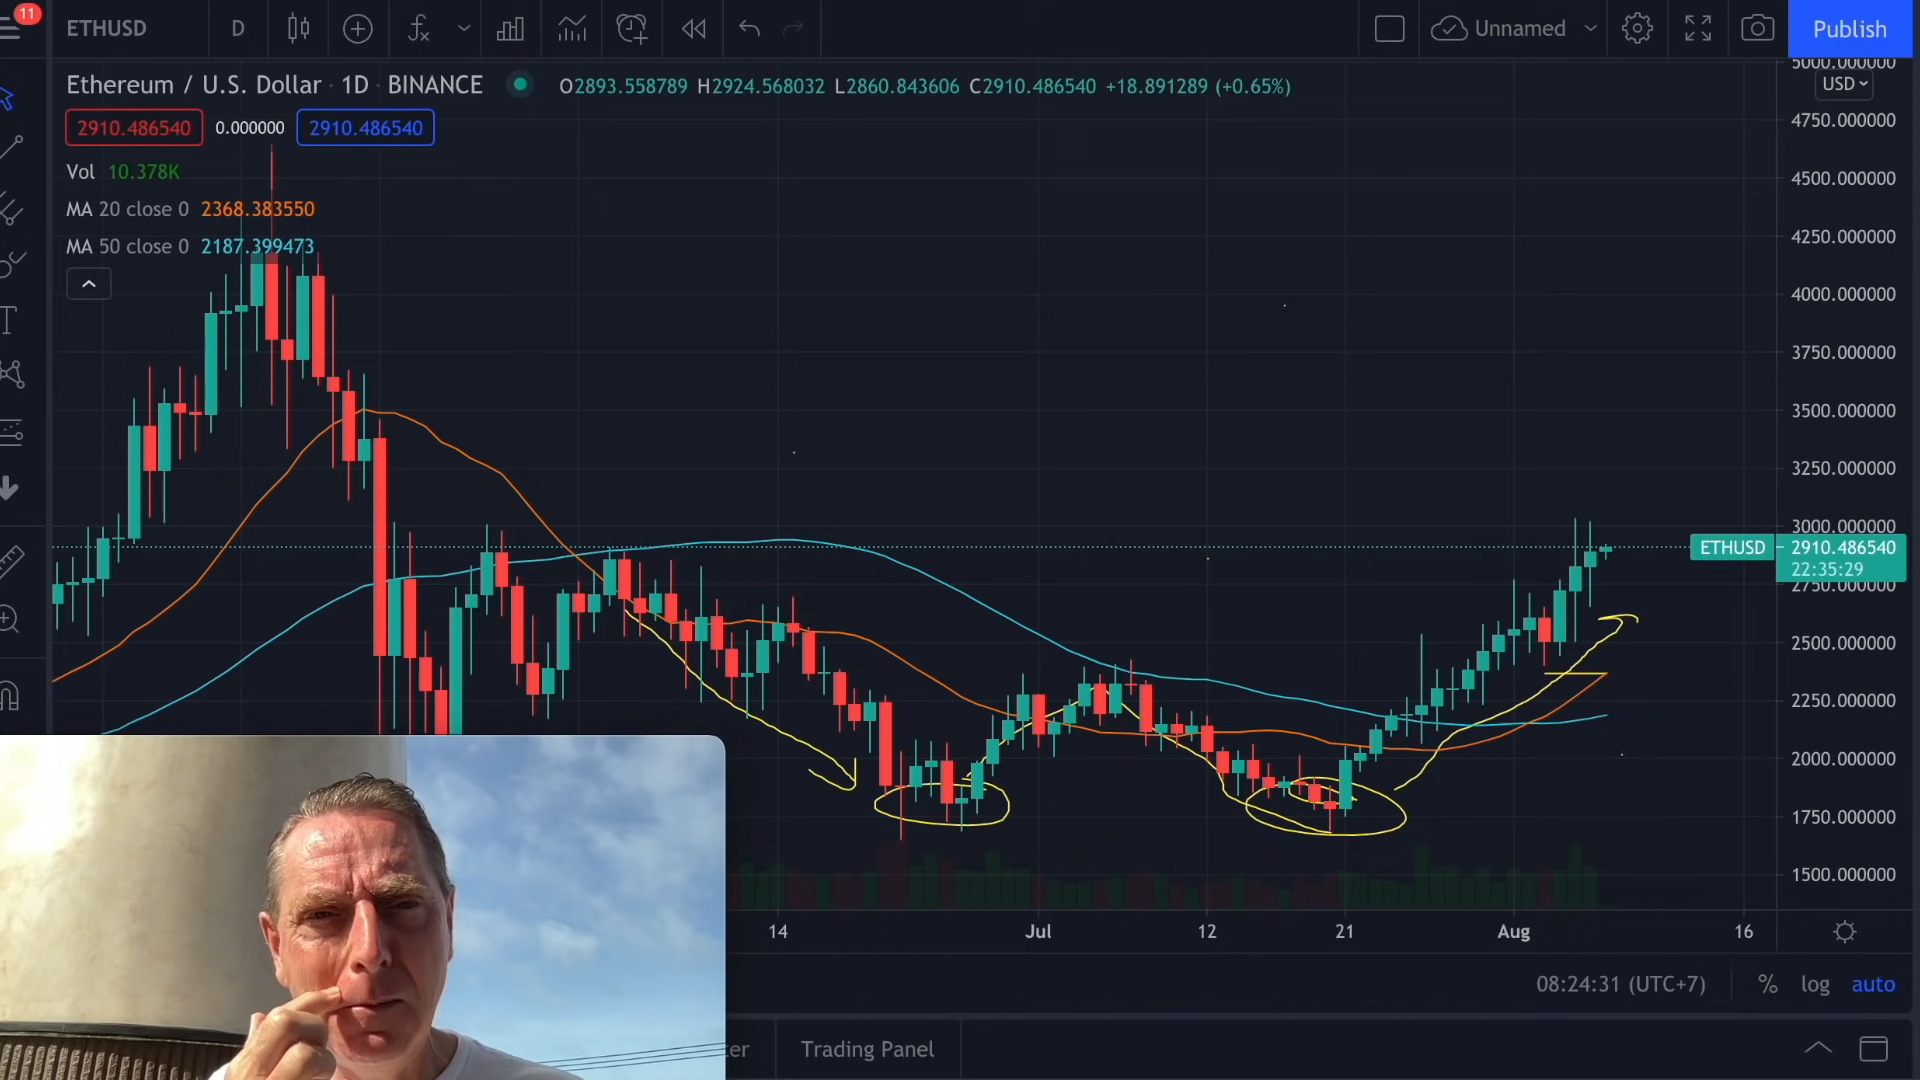 11
ETHUSD D fx Unnamed Publish
Ethereum / U.S. Dollar · 1D · BINANCE O2893.558789 H2924.568032 L2860.843606 C2910.486540 +18.891289 (+0.65%)
5000.000000
USD
2910.486540 0.000000 2910.486540
4750.000000
Vol 10.378K
4500.000000
MA 20 close 0 2368.383550
MA 50 close 0 2187.399473
4250.000000
4000.000000
3750.000000
3500.000000
3250.000000
3000.000000
ETHUSD 2910.486540
22:35:29
2750.000000
2500.000000
2250.000000
2000.000000
1750.000000
1500.000000
14 Jul 12 21 Aug 16
08:24:31 (UTC+7) % log auto
er Trading Panel